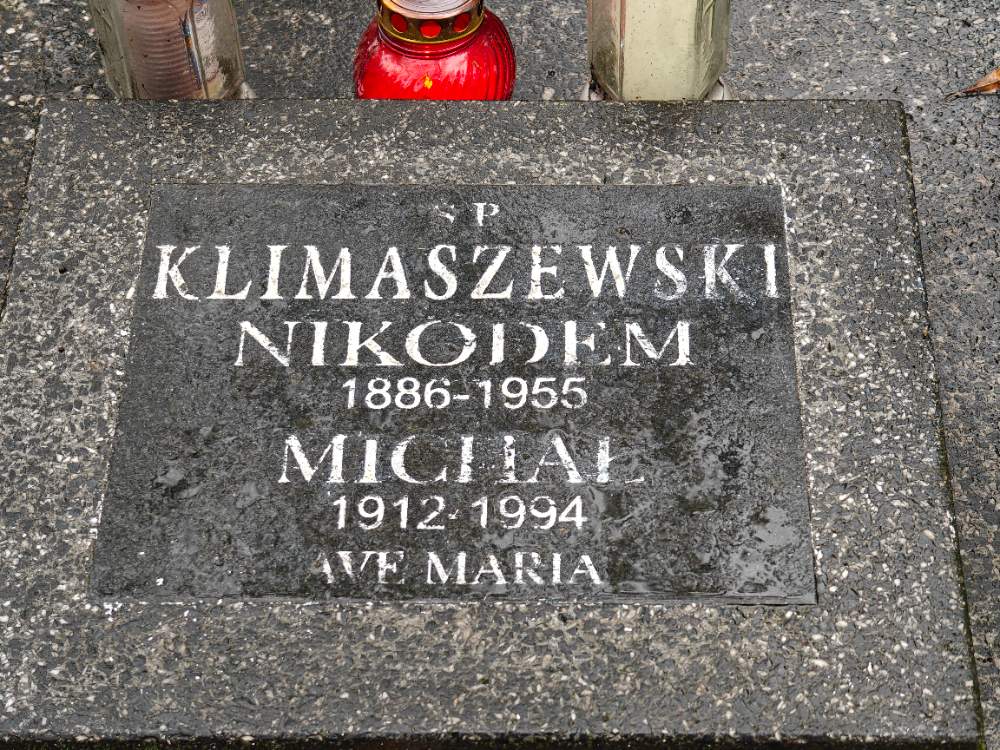 S P
KLIMASZEWSKI
NIKODEM
1886-1955
MICHAŁ
1912-1994
AVE MARIA